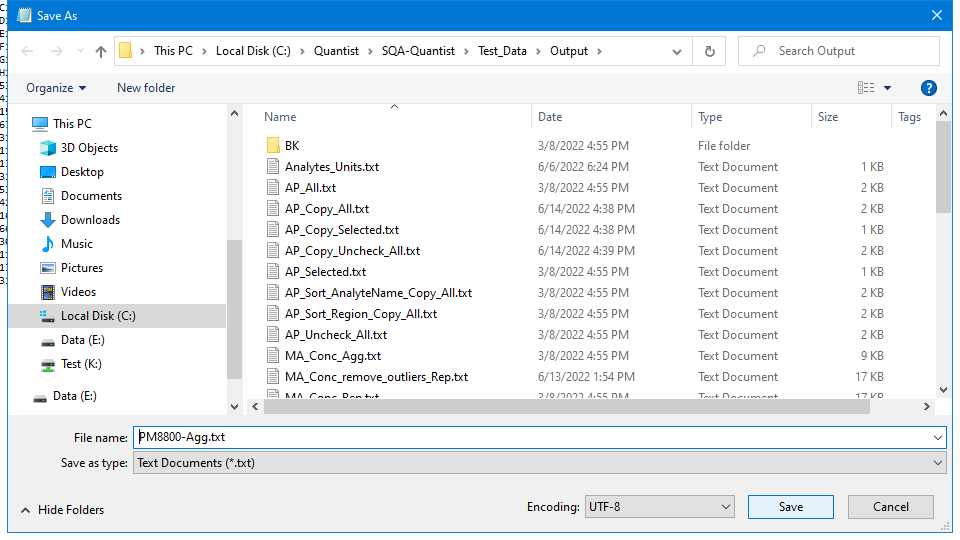 Save As
This PC > Local Disk (C:) > Quantist > SQA-Quantist > Test_Data > Output >
Search Output
Organize New folder
This PC
3D Objects
Desktop
Documents
Downloads
Music
Pictures
Videos
Local Disk (C:)
Data (E:)
Test (K:)
Data (E:)
Name Date Type Size Tags
BK 3/8/2022 4:55 PM File folder
Analytes_Units.txt 6/6/2022 6:24 PM Text Document 1 KB
AP_All.txt 3/8/2022 4:55 PM Text Document 2 KB
AP_Copy_All.txt 6/14/2022 4:38 PM Text Document 2 KB
AP_Copy_Selected.txt 6/14/2022 4:38 PM Text Document 1 KB
AP_Copy_Uncheck_All.txt 6/14/2022 4:39 PM Text Document 2 KB
AP_Selected.txt 3/8/2022 4:55 PM Text Document 1 KB
AP_Sort_AnalyteName_Copy_All.txt 3/8/2022 4:55 PM Text Document 2 KB
AP_Sort_Region_Copy_All.txt 3/8/2022 4:55 PM Text Document 2 KB
AP_Uncheck_All.txt 3/8/2022 4:55 PM Text Document 2 KB
MA_Conc_Agg.txt 3/8/2022 4:55 PM Text Document 9 KB
MA_Conc_remove_outliers_Rep.txt 6/13/2022 1:54 PM Text Document 17 KB
MA_Conc_Rep.txt 3/8/2022 4:55 PM Text Document 17 KB
File name: PM8800-Agg.txt
Save as type: Text Documents (*.txt)
Hide Folders
Encoding: UTF-8
Save
Cancel